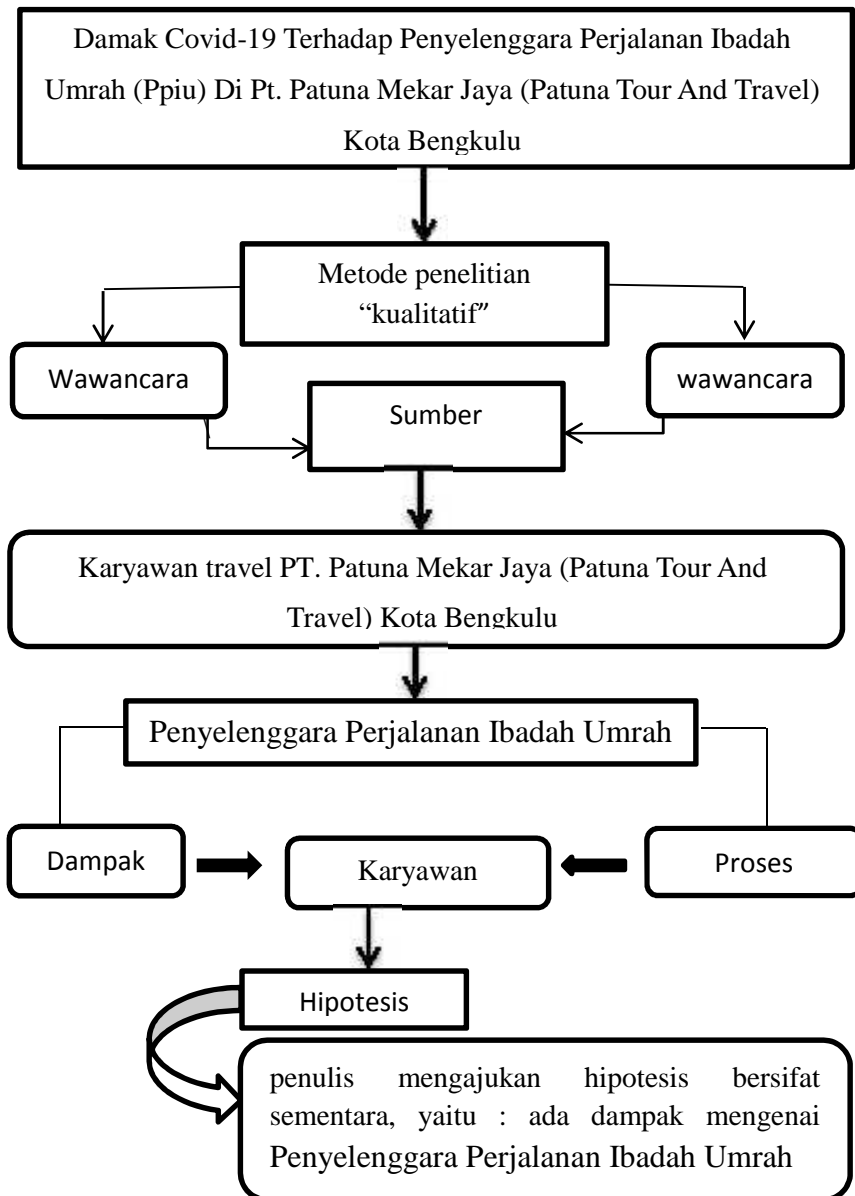 Damak Covid-19 Terhadap Penyelenggara Perjalanan Ibadah
Umrah (Ppiu) Di Pt. Patuna Mekar Jaya (Patuna Tour And Travel)
Kota Bengkulu
Metode penelitian
“kualitatif”
Wawancara
wawancara
Sumber
Karyawan travel PT. Patuna Mekar Jaya (Patuna Tour And
Travel) Kota Bengkulu
Penyelenggara Perjalanan Ibadah Umrah
Dampak
Karyawan
Proses
Hipotesis
penulis mengajukan hipotesis bersifat
sementara, yaitu : ada dampak mengenai
Penyelenggara Perjalanan Ibadah Umrah